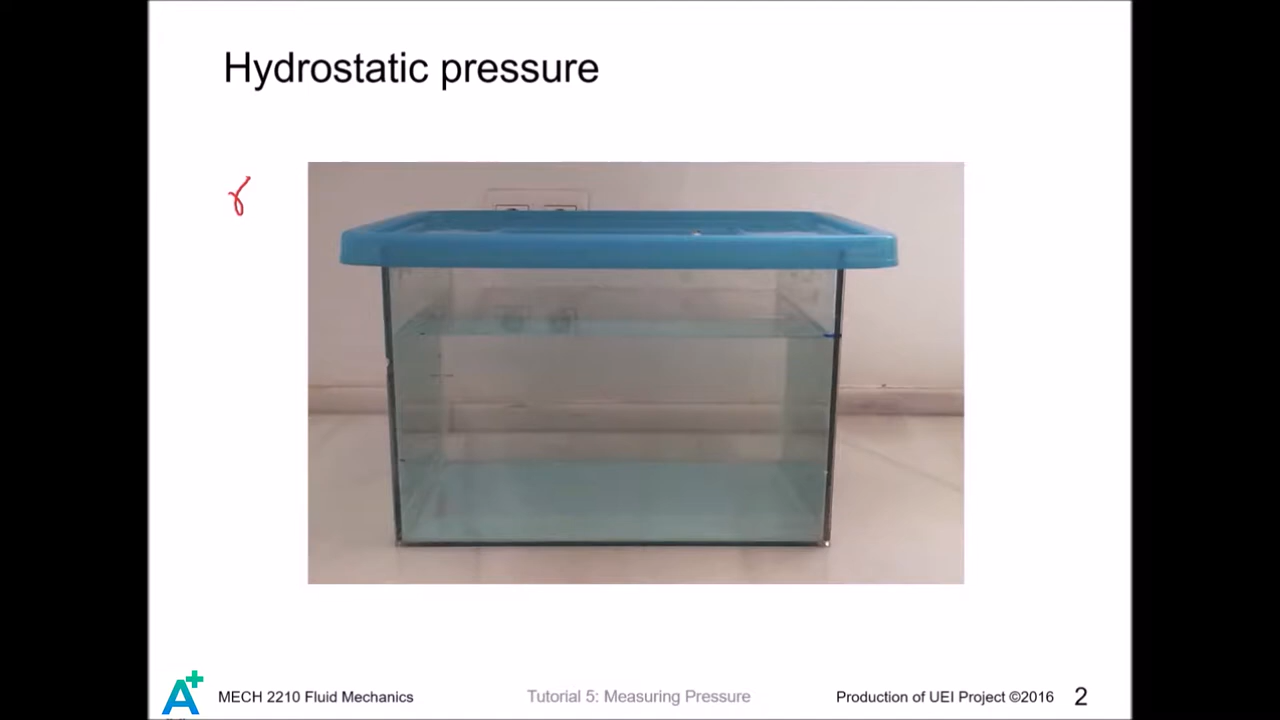 Hydrostatic pressure
γ
A+
MECH 2210 Fluid Mechanics
Tutorial 5: Measuring Pressure
Production of UEI Project ©2016
2